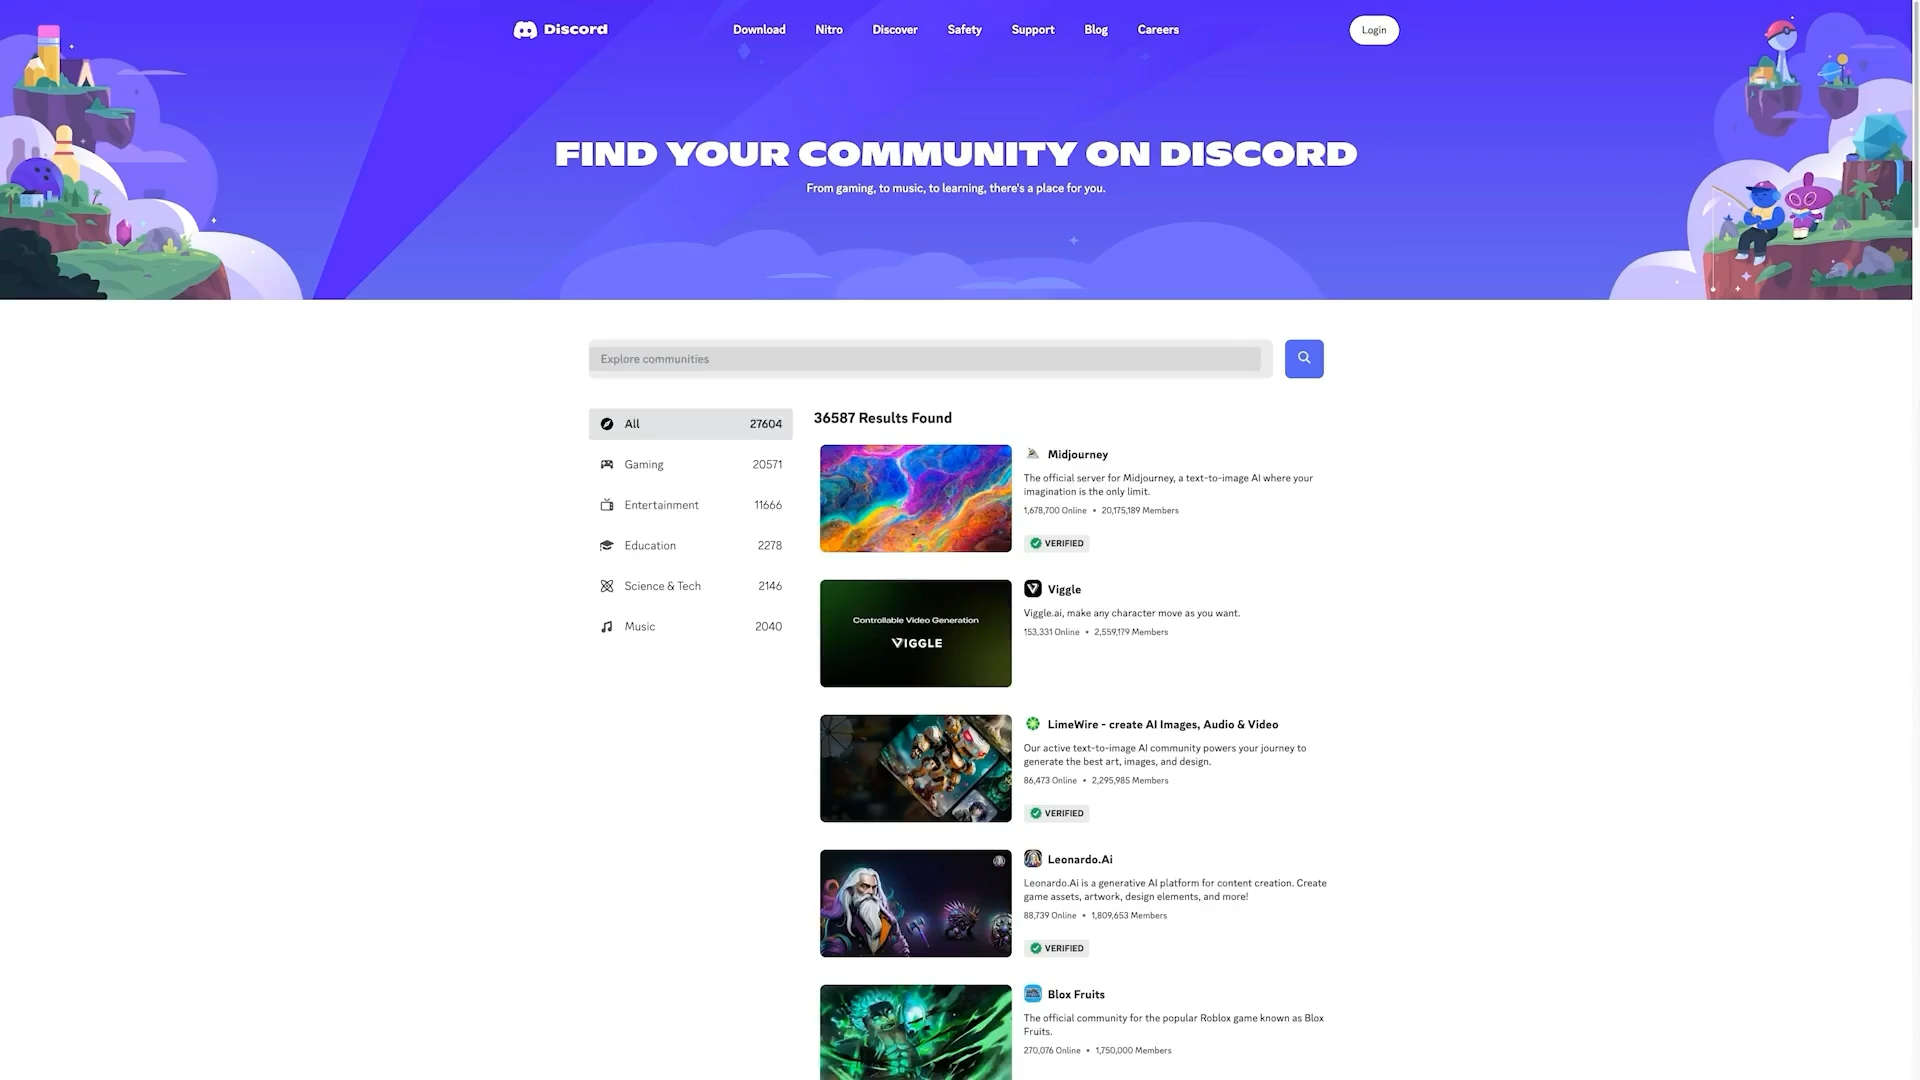 Discord
Download
Nitro
Discover
Safety
Support
Blog
Careers
Login
FIND YOUR COMMUNITY ON DISCORD
From gaming, to music, to learning, there's a place for you.
Explore communities
All 27604
Gaming 20571
Entertainment 11666
Education 2278
Science & Tech 2146
Music 2040
36587 Results Found
Midjourney
The official server for Midjourney, a text-to-image AI where your
imagination is the only limit.
1,678,700 Online • 20,175,189 Members
VERIFIED
Controllable Video Generation
VIGGLE
Viggle
Viggle.ai, make any character move as you want.
153,331 Online • 2,559,179 Members
LimeWire - create AI Images, Audio & Video
Our active text-to-image AI community powers your journey to
generate the best art, images, and design.
86,473 Online • 2,295,985 Members
VERIFIED
Leonardo.Ai
Leonardo.Ai is a generative AI platform for content creation. Create
game assets, artwork, design elements, and more!
88,739 Online • 1,809,653 Members
VERIFIED
Blox Fruits
The official community for the popular Roblox game known as Blox
Fruits.
270,076 Online • 1,750,000 Members